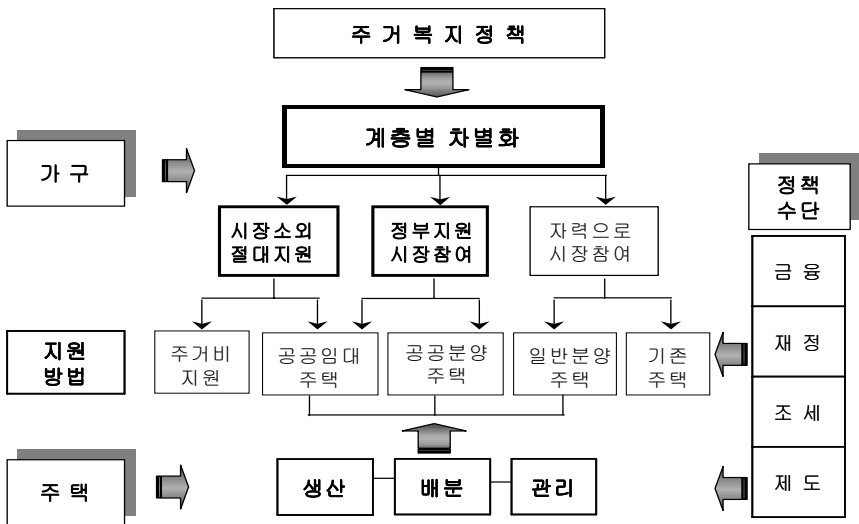 주거복지정책
계층별 차별화
가구
정책
수단
시장소외
절대지원
정부지원
시장참여
자력으로
시장참여
금융
지원
방법
주거비
지원
공공임대
주택
공공분양
주택
일반분양
주택
기존
주택
재정
조세
주택
생산
배분
관리
제도